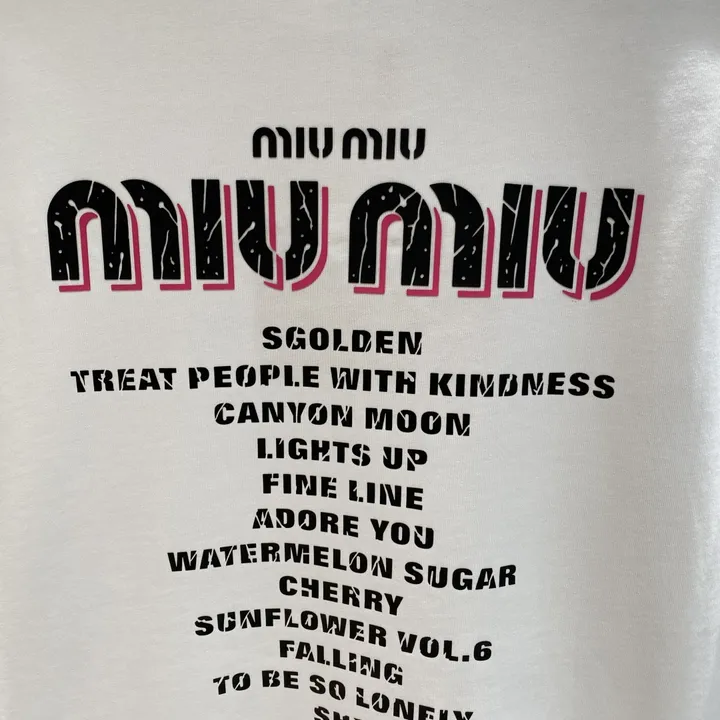 MIU MIU
MIU MIU
SGOLDEN
TREAT PEOPLE WITH KINDNESS
CANYON MOON
LIGHTS UP
FINE LINE
ADORE YOU
WATERMELON SUGAR
CHERRY
SUNFLOWER VOL.6
FALLING
TO BE SO LONELY